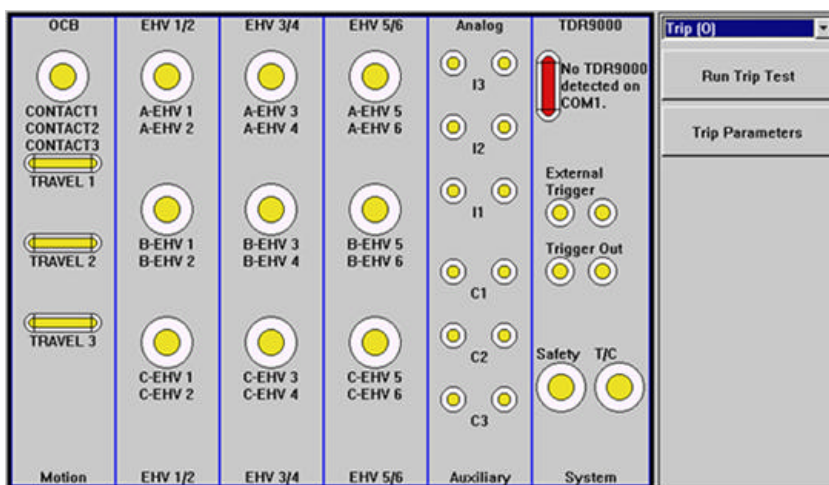 OCB
CONTACT1
CONTACT2
CONTACT3
TRAVEL 1
TRAVEL 2
TRAVEL 3
Motion
EHV 1/2
A-EHV 1
A-EHV 2
B-EHV 1
B-EHV 2
C-EHV 1
C-EHV 2
EHV 1/2
EHV 3/4
A-EHV 3
A-EHV 4
B-EHV 3
B-EHV 4
C-EHV 3
C-EHV 4
EHV 3/4
EHV 5/6
A-EHV 5
A-EHV 6
B-EHV 5
B-EHV 6
C-EHV 5
C-EHV 6
EHV 5/6
Analog
I3
I2
I1
C1
C2
C3
Auxiliary
TDR9000
No TDR9000
detected on
COM1.
External
Trigger
Trigger Out
Safety T/C
System
Trip (O)
Run Trip Test
Trip Parameters